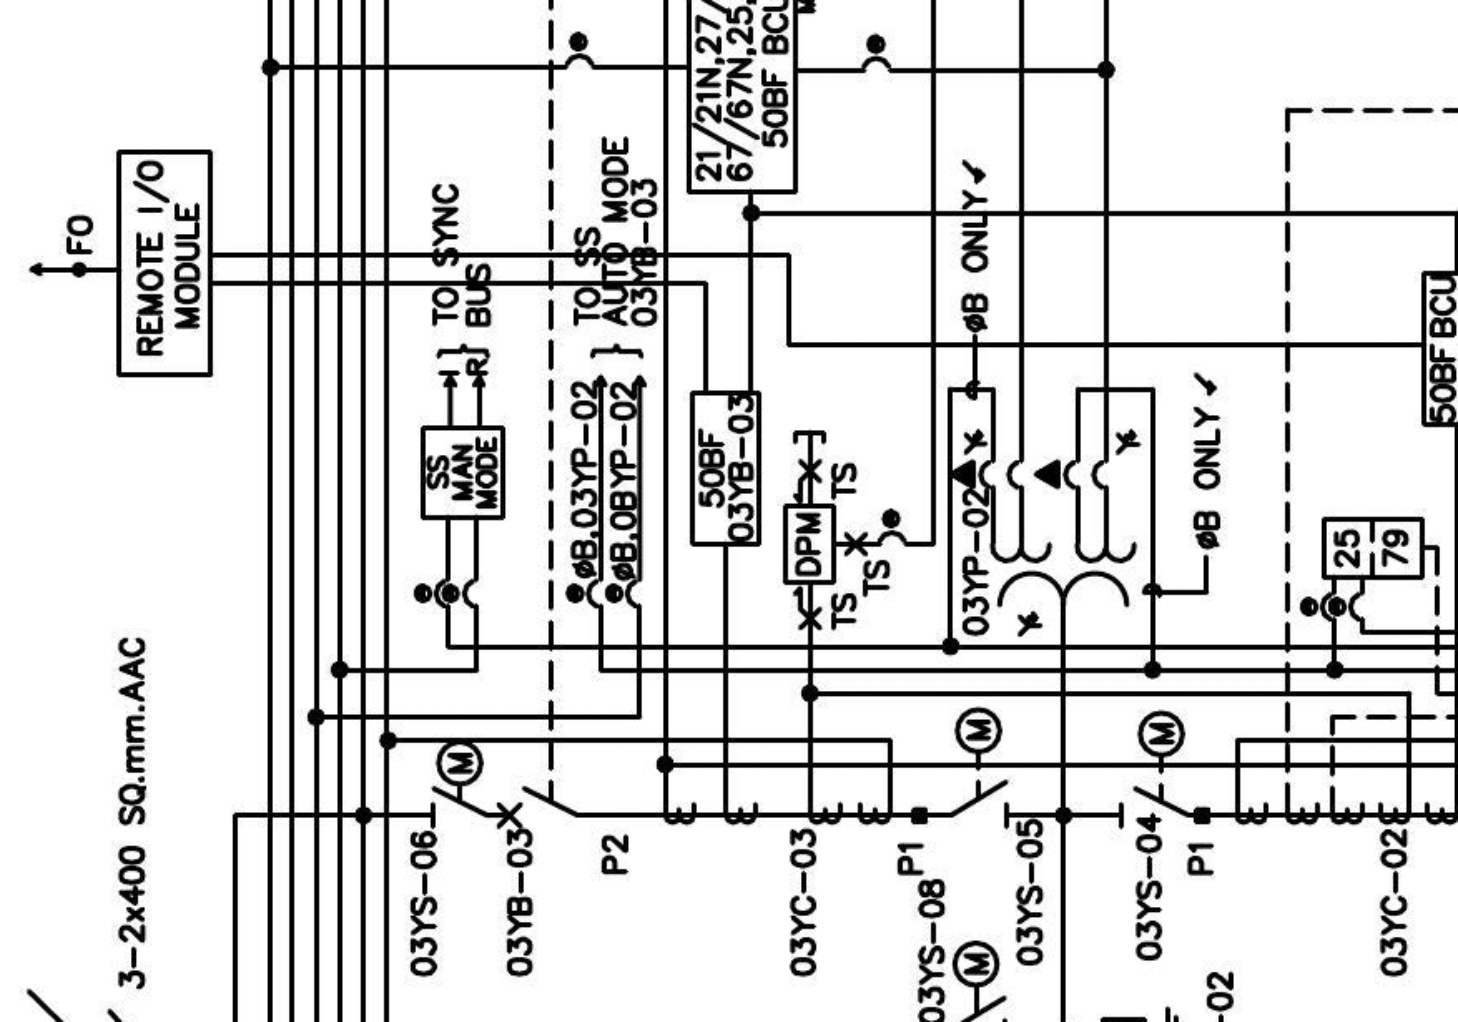 FO
REMOTE I/O
MODULE
3-2x400 SQ.mm.AAC
TO SYNC
BUS
I
R
SS
MAN
MODE
TO SS
AUTO MODE
03YB-03
øB,03YP-02
øB,0BYP-02
21/21N,27/
67/67N,25,
50BF BCU
50BF
03YB-03
DPM
TS
TS
TS
øB ONLY
03YP-02
Y
Y
Y
øB ONLY
50BF BCU
25
79
M
M
M
M
03YS-06
03YB-03
P2
03YC-03
P1
03YS-08
03YS-05
03YS-04
P1
-02
03YC-02